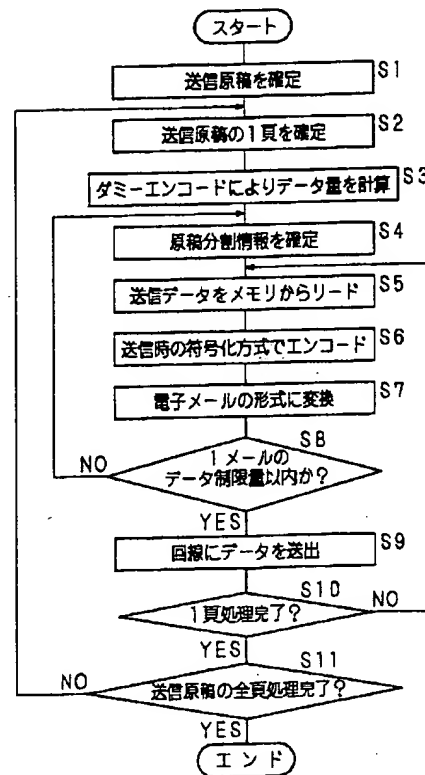 スタート
送信原稿を確定 S1
送信原稿の1頁を確定 S2
ダミーエンコードによりデータ量を計算 S3
原稿分割情報を確定 S4
送信データをメモリからリード S5
送信時の符号化方式でエンコード S6
電子メールの形式に変換 S7
S8
1メールの
データ制限量以内か?
NO
YES
回線にデータを送出 S9
S10
1頁処理完了?
NO
YES
S11
送信原稿の全頁処理完了?
NO
YES
エンド